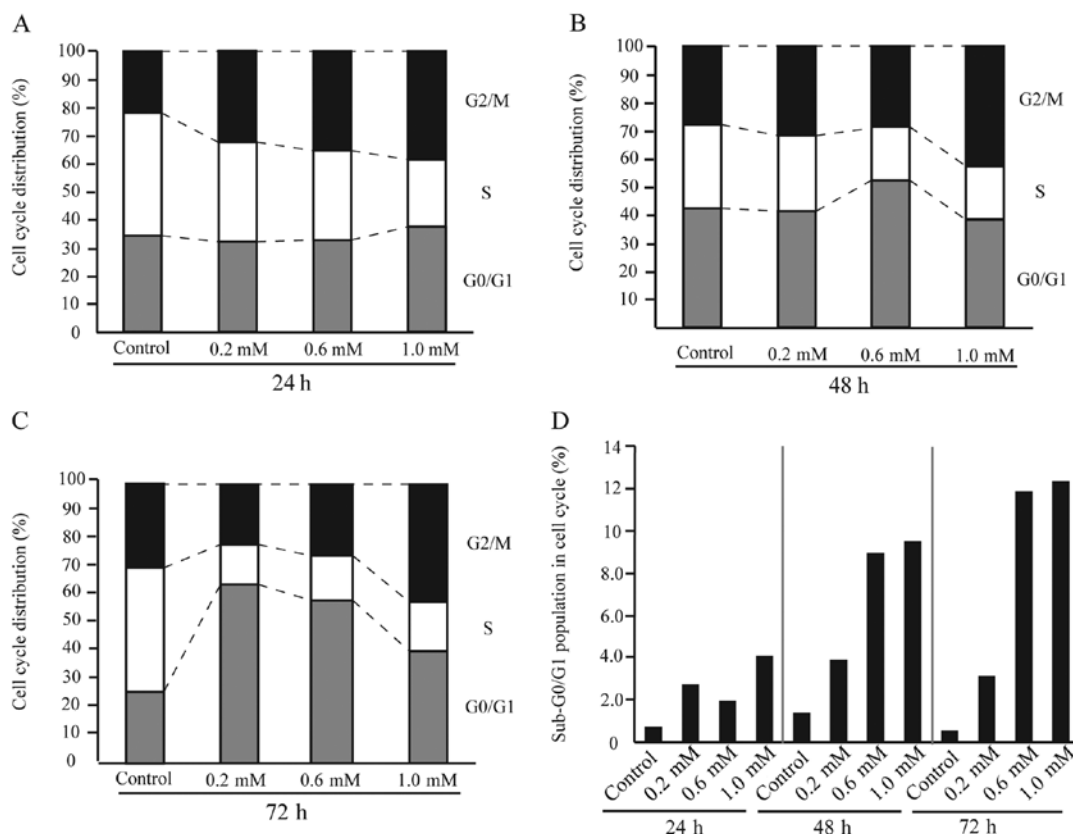 A
Cell cycle distribution (%)
100
90
80
70
60
50
40
30
20
10
0
G2/M
S
G0/G1
Control 0.2 mM 0.6 mM 1.0 mM
24 h
B
Cell cycle distribution (%)
100
90
80
70
60
50
40
30
20
10
G2/M
S
G0/G1
Control 0.2 mM 0.6 mM 1.0 mM
48 h
C
Cell cycle distribution (%)
100
90
80
70
60
50
40
30
20
10
0
G2/M
S
G0/G1
Control 0.2 mM 0.6 mM 1.0 mM
72 h
D
Sub-G0/G1 population in cell cycle (%)
14
12
10
8.0
6.0
4.0
2.0
0
Control 0.2 mM 0.6 mM 1.0 mM Control 0.2 mM 0.6 mM 1.0 mM Control 0.2 mM 0.6 mM 1.0 mM
24 h 48 h 72 h